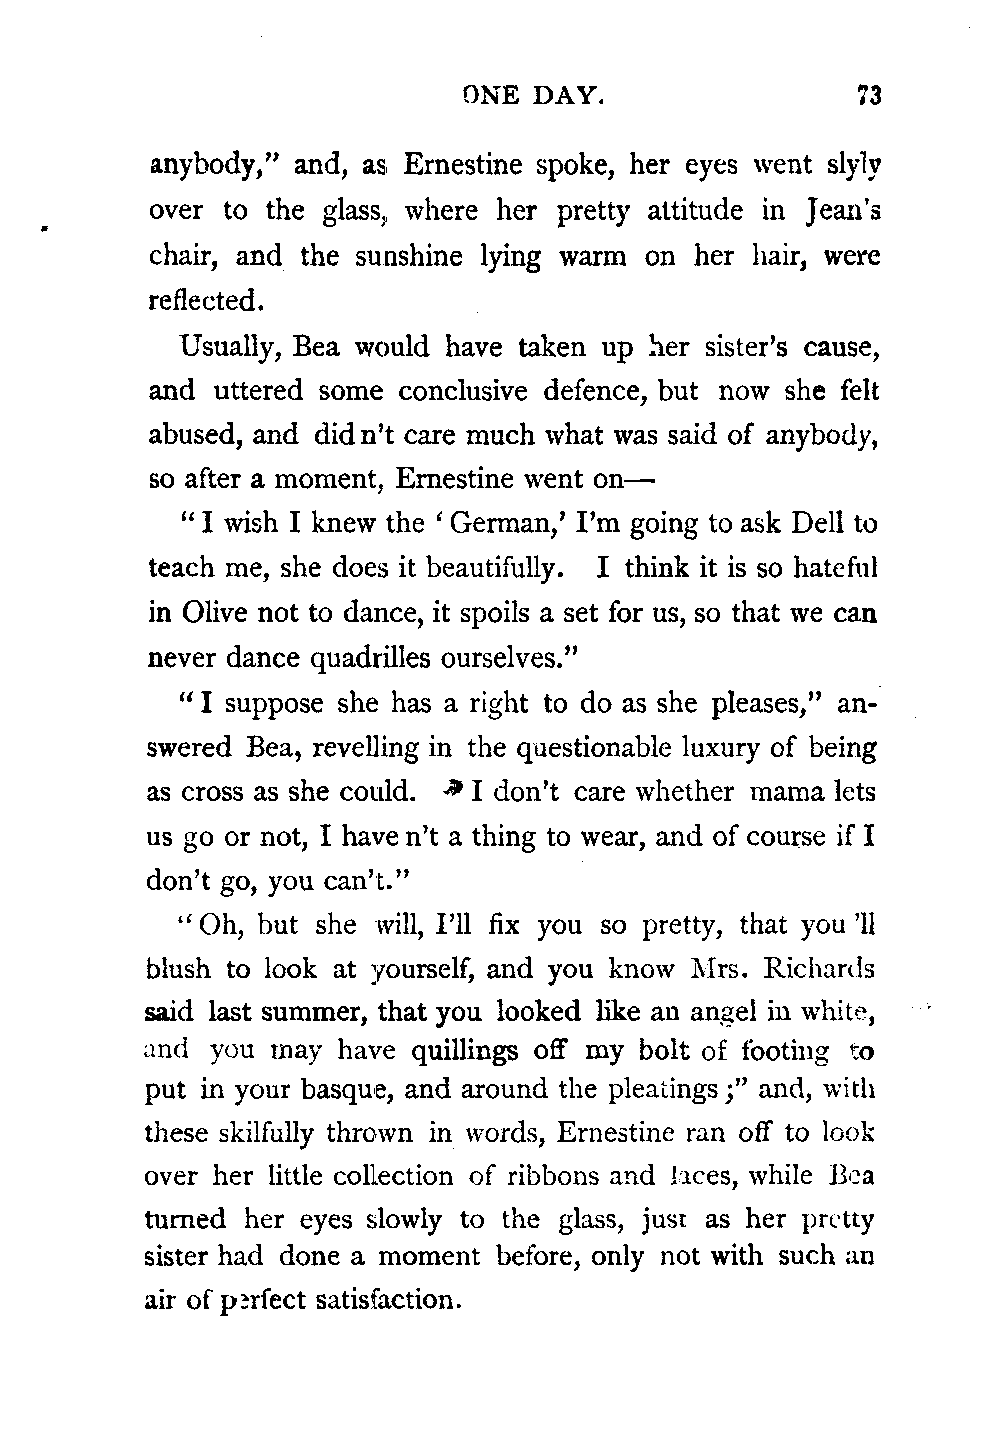 ONE DAY. 73
anybody,” and, as Ernestine spoke, her eyes went slyly
over to the glass, where her pretty attitude in Jean's
chair, and the sunshine lying warm on her hair, were
reflected.
Usually, Bea would have taken up her sister's cause,
and uttered some conclusive defence, but now she felt
abused, and did n't care much what was said of anybody,
so after a moment, Ernestine went on—
“I wish I knew the ‘German,’ I'm going to ask Dell to
teach me, she does it beautifully. I think it is so hateful
in Olive not to dance, it spoils a set for us, so that we can
never dance quadrilles ourselves.”
“I suppose she has a right to do as she pleases,” an-
swered Bea, revelling in the questionable luxury of being
as cross as she could. I don't care whether mama lets
us go or not, I have n't a thing to wear, and of course if I
don't go, you can't.”
“Oh, but she will, I'll fix you so pretty, that you 'll
blush to look at yourself, and you know Mrs. Richards
said last summer, that you looked like an angel in white,
and you may have quillings off my bolt of footing to
put in your basque, and around the pleatings;” and, with
these skilfully thrown in words, Ernestine ran off to look
over her little collection of ribbons and laces, while Bea
turned her eyes slowly to the glass, just as her pretty
sister had done a moment before, only not with such an
air of perfect satisfaction.